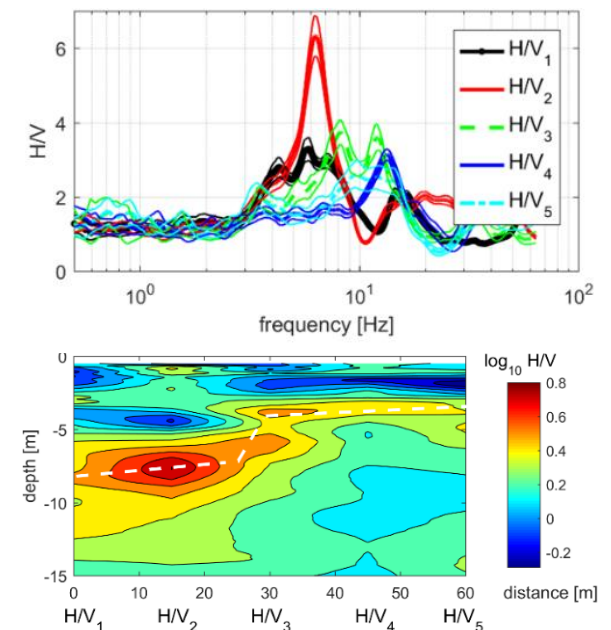 6
4
2
0
H/V
H/V1
H/V2
H/V3
H/V4
H/V5
10^0 10^1 10^2
frequency [Hz]
0
-5
-10
-15
depth [m]
log10 H/V
0.8
0.6
0.4
0.2
0
-0.2
0 10 20 30 40 50 60 distance [m]
H/V1 H/V2 H/V3 H/V4 H/V5